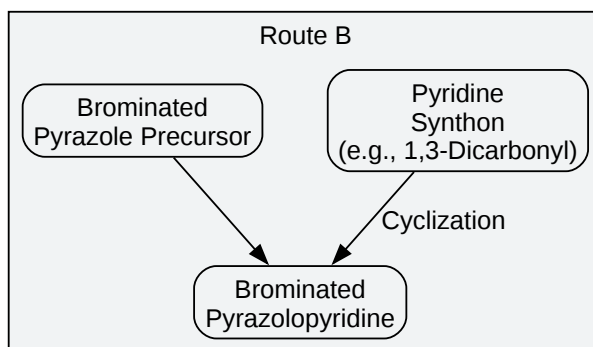 Route B
Brominated
Pyrazole Precursor
Pyridine
Synthon
(e.g., 1,3-Dicarbonyl)
Cyclization
Brominated
Pyrazolopyridine